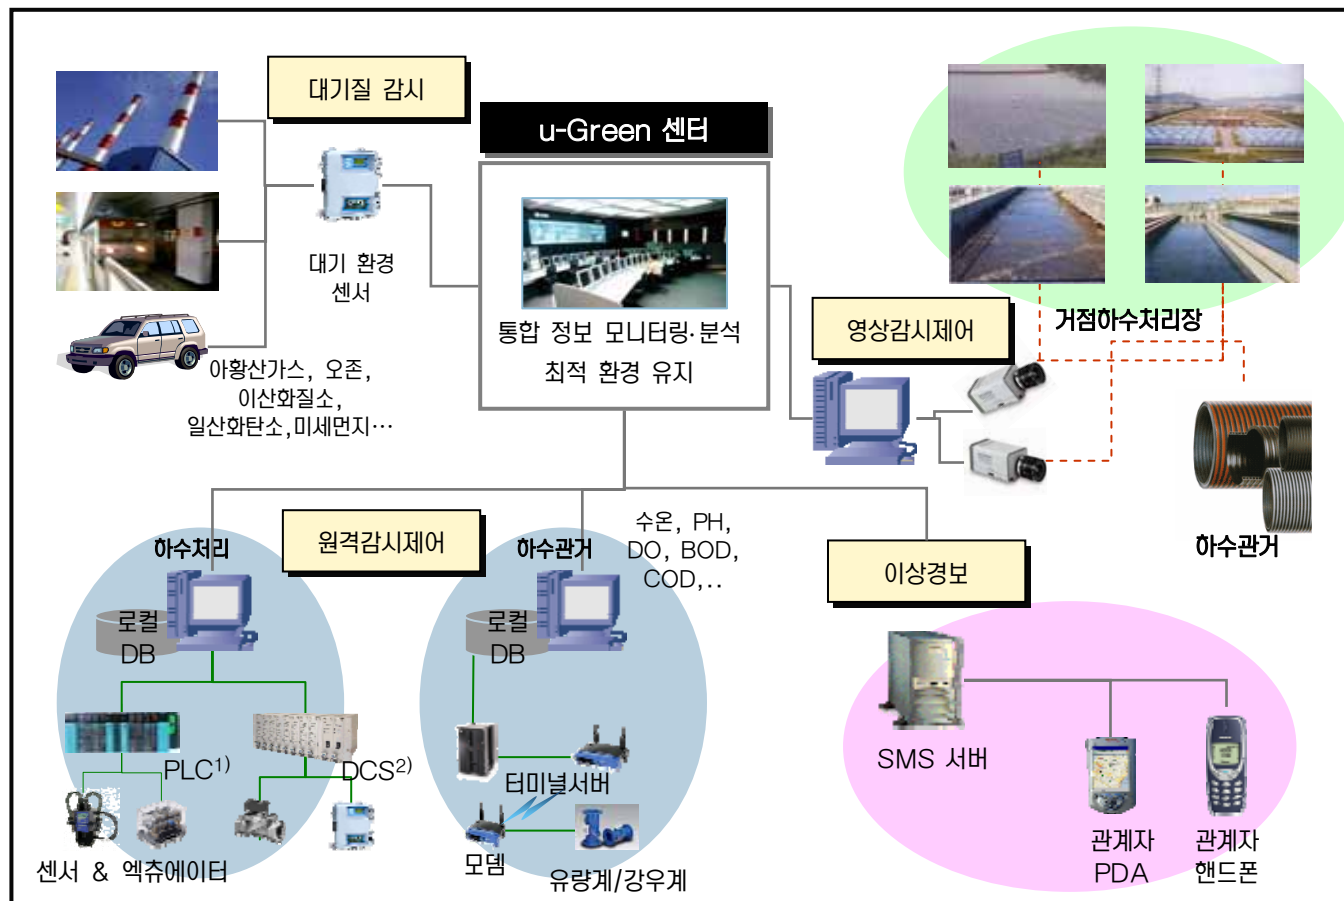 대기질 감시
u-Green 센터
대기 환경
센서
통합 정보 모니터링·분석
최적 환경 유지
아황산가스, 오존,
이산화질소,
일산화탄소,미세먼지…
거점하수처리장
영상감시제어
하수관거
하수처리
원격감시제어
하수관거
수온, PH,
DO, BOD,
COD,..
이상경보
로컬
DB
로컬
DB
PLC1)
DCS2)
센서 & 엑츄에이터
터미널서버
모뎀
유량계/강우계
SMS 서버
관계자
PDA
관계자
핸드폰